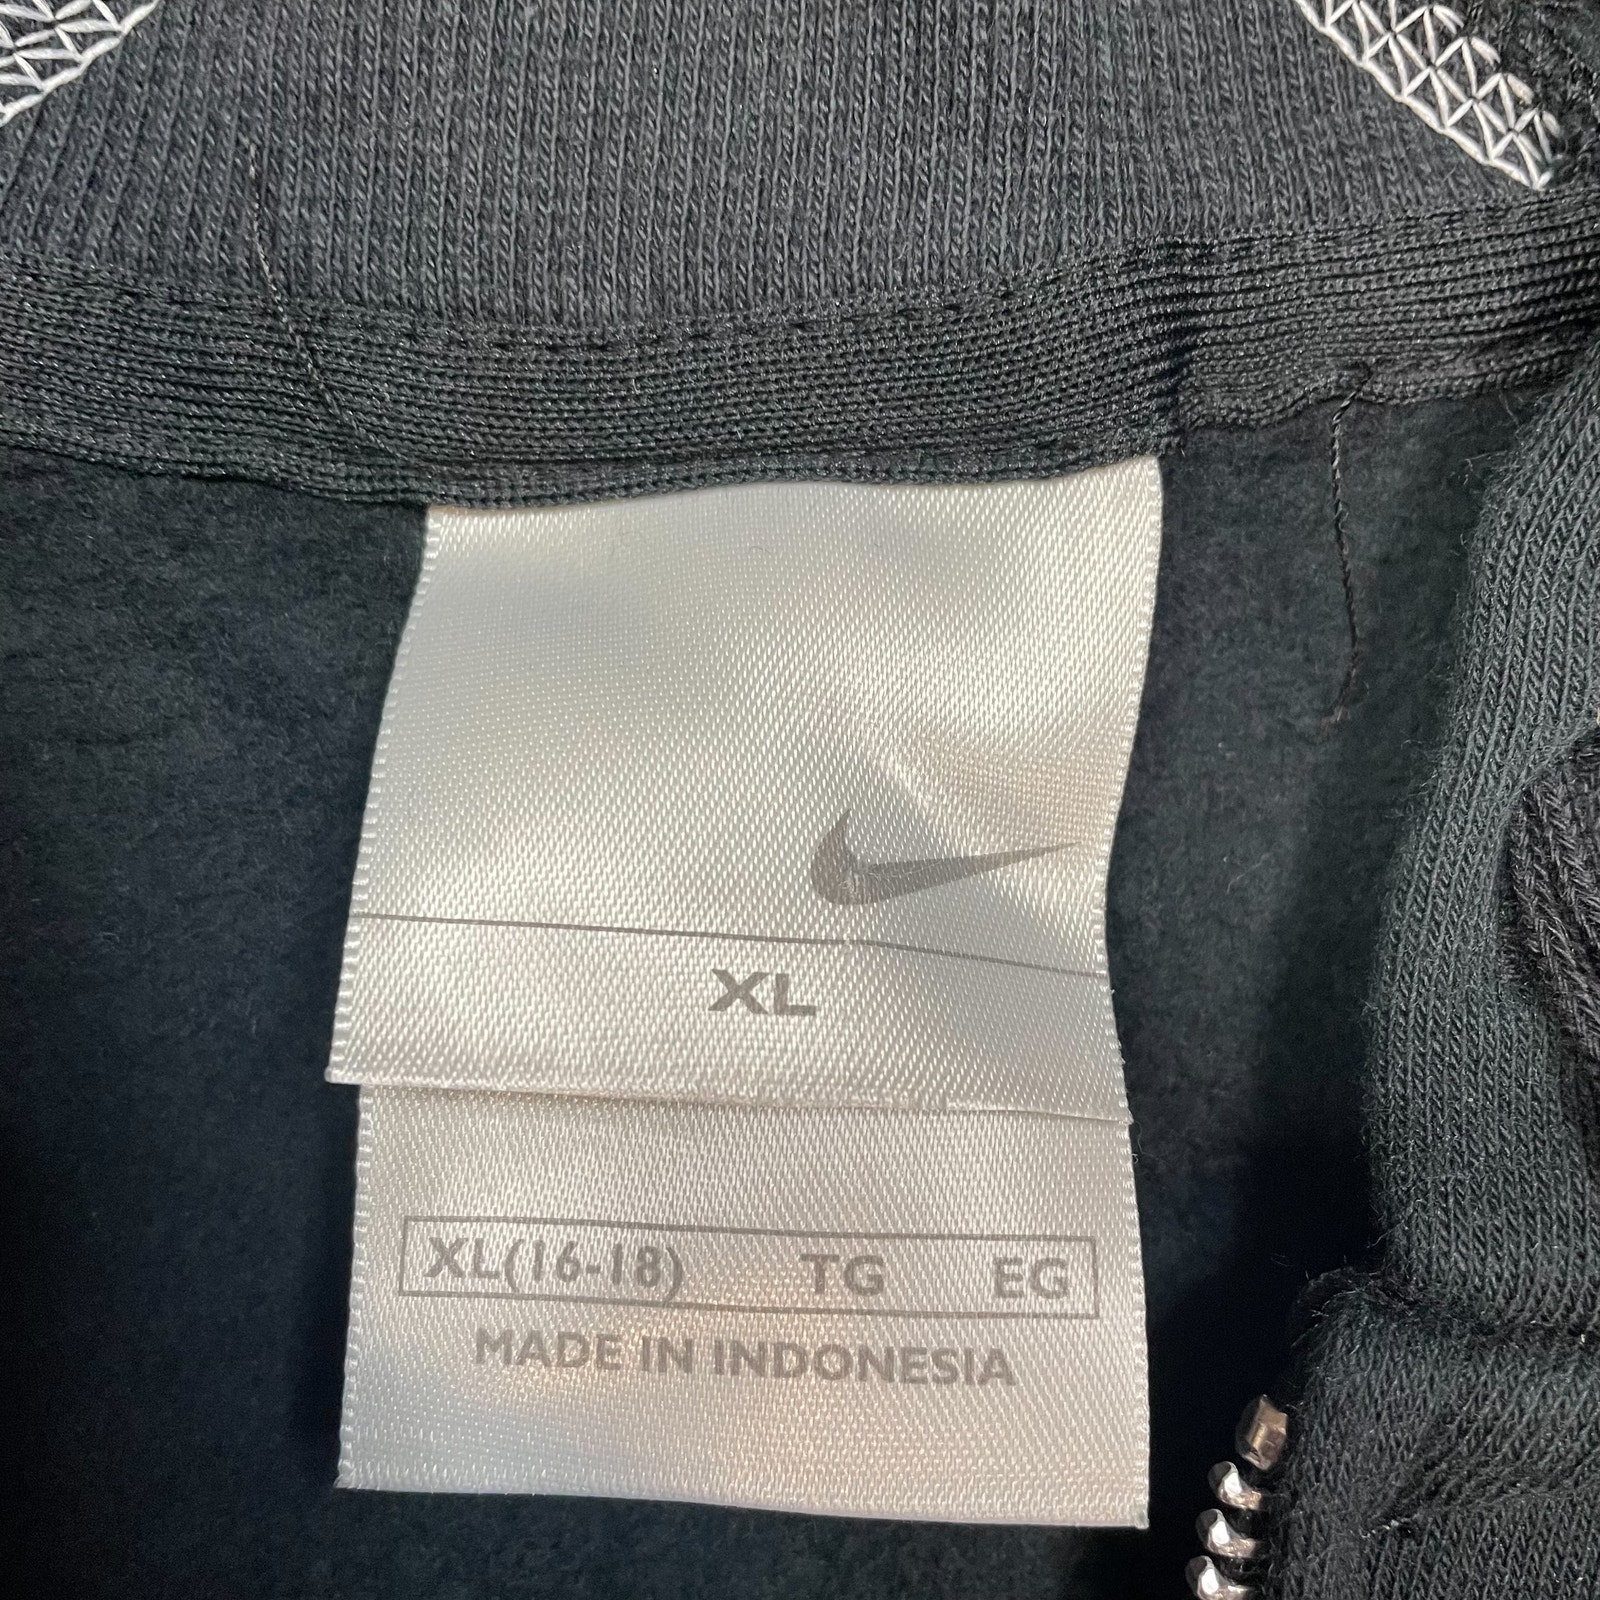 XL
XL(16-18) TG EG
MADE IN INDONESIA